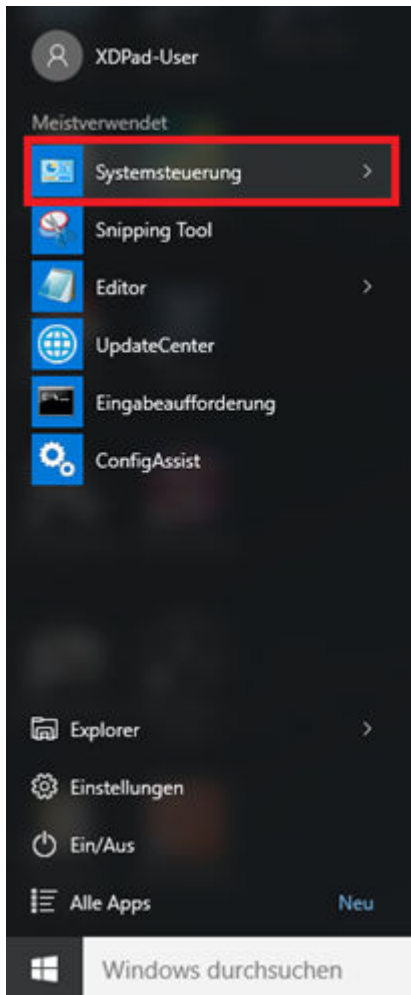 XDPad-User
Meistverwendet
Systemsteuerung
Snipping Tool
Editor
UpdateCenter
Eingabeaufforderung
ConfigAssist
Explorer
Einstellungen
Ein/Aus
Alle Apps Neu
Windows durchsuchen